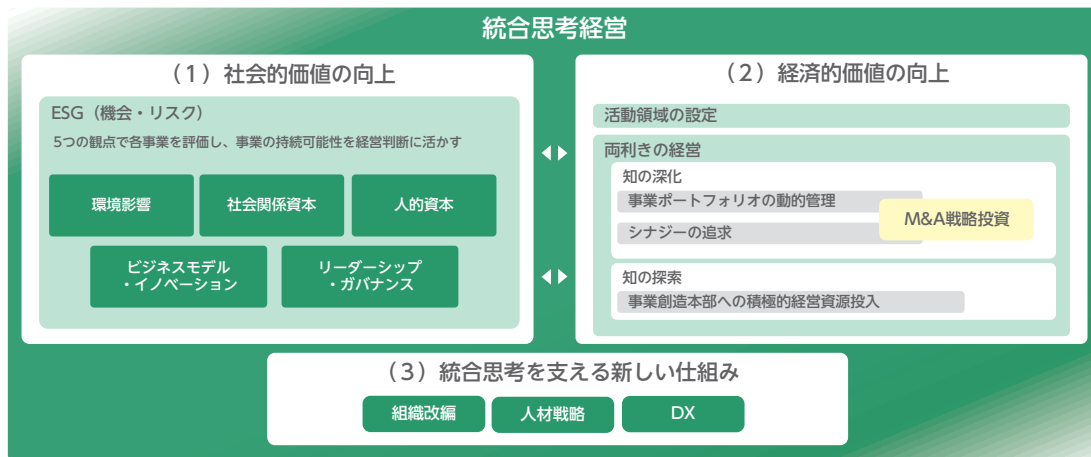 統合思考経営
（1）社会的価値の向上
ESG（機会・リスク）
5つの観点で各事業を評価し、事業の持続可能性を経営判断に活かす
環境影響
社会関係資本
人的資本
ビジネスモデル
・イノベーション
リーダーシップ
・ガバナンス
（2）経済的価値の向上
活動領域の設定
両利きの経営
知の深化
事業ポートフォリオの動的管理
シナジーの追求
M&A戦略投資
知の探索
事業創造本部への積極的経営資源投入
（3）統合思考を支える新しい仕組み
組織改編
人材戦略
DX